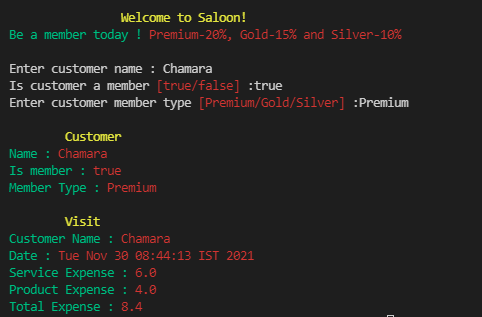 Welcome to Saloon!
Be a member today ! Premium-20%, Gold-15% and Silver-10%
Enter customer name : Chamara
Is customer a member [true/false] :true
Enter customer member type [Premium/Gold/Silver] :Premium
Customer
Name : Chamara
Is member : true
Member Type : Premium
Visit
Customer Name : Chamara
Date : Tue Nov 30 08:44:13 IST 2021
Service Expense : 6.0
Product Expense : 4.0
Total Expense : 8.4